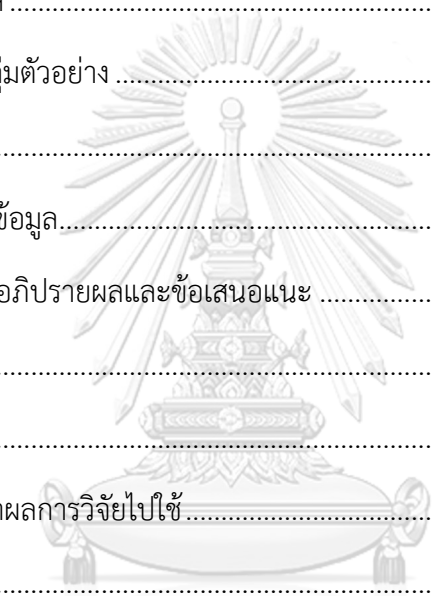 ................................................
ุ่มตัวอย่าง ................................................
................................................
ข้อมูล................................................
อภิปรายผลและข้อเสนอแนะ ................
................................................
................................................
ผลการวิจัยไปใช้................................
................................................